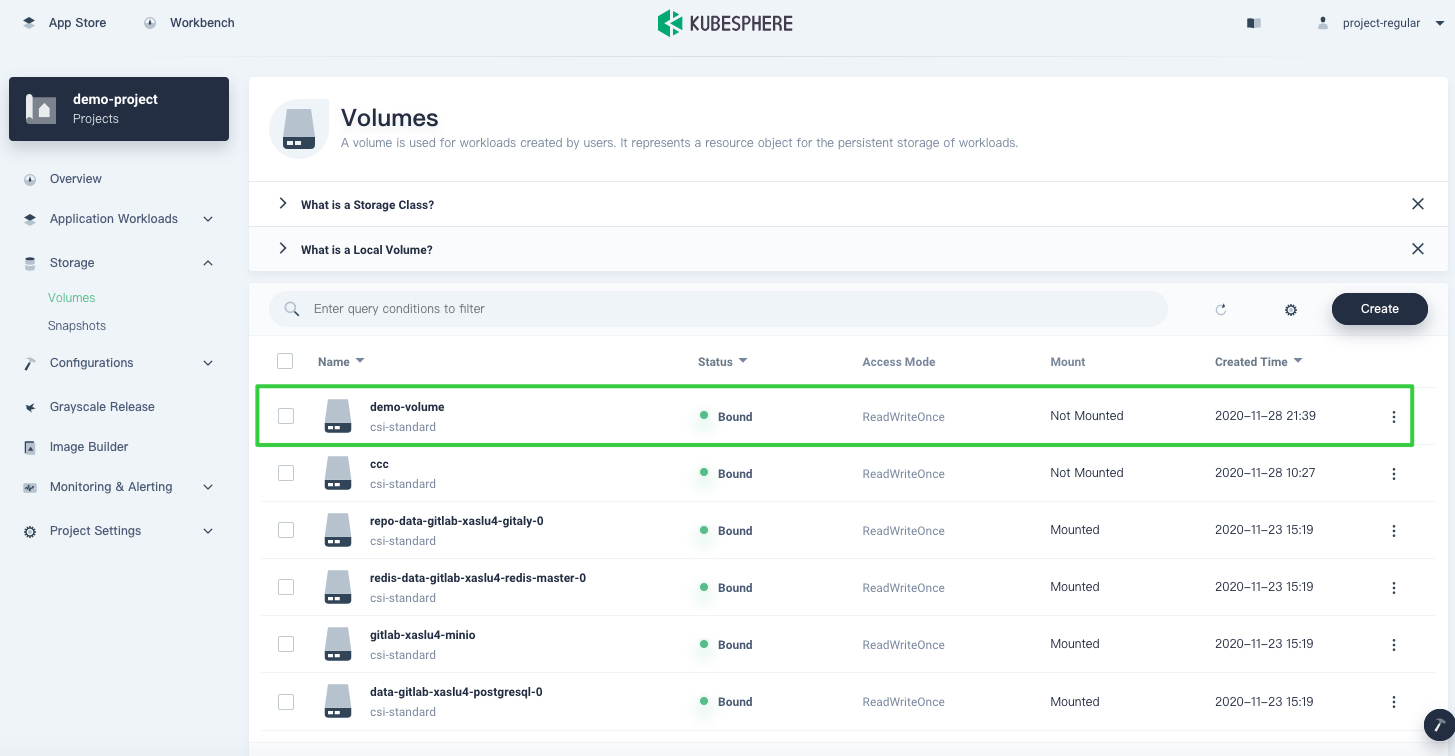 App Store
Workbench
KUBESPHERE
project-regular
demo-project
Projects
Overview
Application Workloads
Storage
Volumes
Snapshots
Configurations
Grayscale Release
Image Builder
Monitoring & Alerting
Project Settings
Volumes
A volume is used for workloads created by users. It represents a resource object for the persistent storage of workloads.
What is a Storage Class?
What is a Local Volume?
Enter query conditions to filter
Create
Name Status Access Mode Mount Created Time
demo-volume
csi-standard
Bound ReadWriteOnce Not Mounted 2020-11-28 21:39
ccc
csi-standard
Bound ReadWriteOnce Not Mounted 2020-11-28 10:27
repo-data-gitlab-xaslu4-gitaly-0
csi-standard
Bound ReadWriteOnce Mounted 2020-11-23 15:19
redis-data-gitlab-xaslu4-redis-master-0
csi-standard
Bound ReadWriteOnce Mounted 2020-11-23 15:19
gitlab-xaslu4-minio
csi-standard
Bound ReadWriteOnce Mounted 2020-11-23 15:19
data-gitlab-xaslu4-postgresql-0
csi-standard
Bound ReadWriteOnce Mounted 2020-11-23 15:19